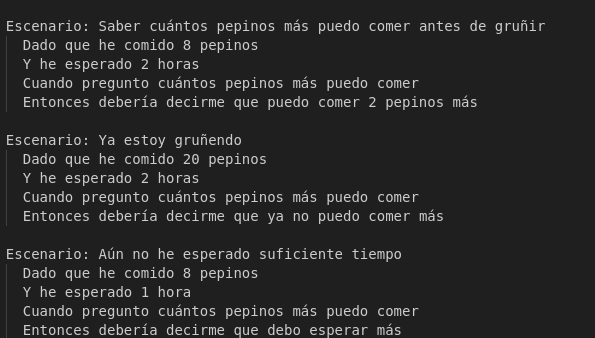 Escenario: Saber cuántos pepinos más puedo comer antes de gruñir
Dado que he comido 8 pepinos
Y he esperado 2 horas
Cuando pregunto cuántos pepinos más puedo comer
Entonces debería decirme que puedo comer 2 pepinos más
Escenario: Ya estoy gruñendo
Dado que he comido 20 pepinos
Y he esperado 2 horas
Cuando pregunto cuántos pepinos más puedo comer
Entonces debería decirme que ya no puedo comer más
Escenario: Aún no he esperado suficiente tiempo
Dado que he comido 8 pepinos
Y he esperado 1 hora
Cuando pregunto cuántos pepinos más puedo comer
Entonces debería decirme que debo esperar más